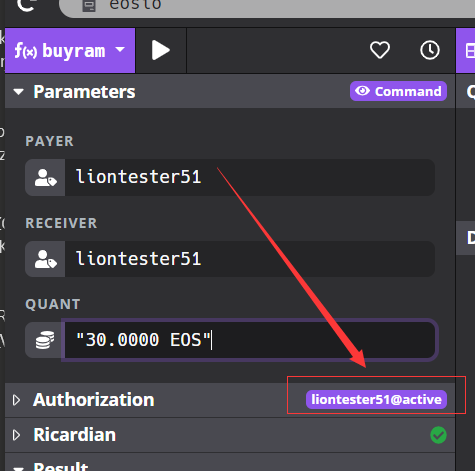 eosio
f(x) buyram
Parameters
Command
PAYER
liontester51
RECEIVER
liontester51
QUANT
"30.0000 EOS"
Authorization
liontester51@active
Ricardian
Result